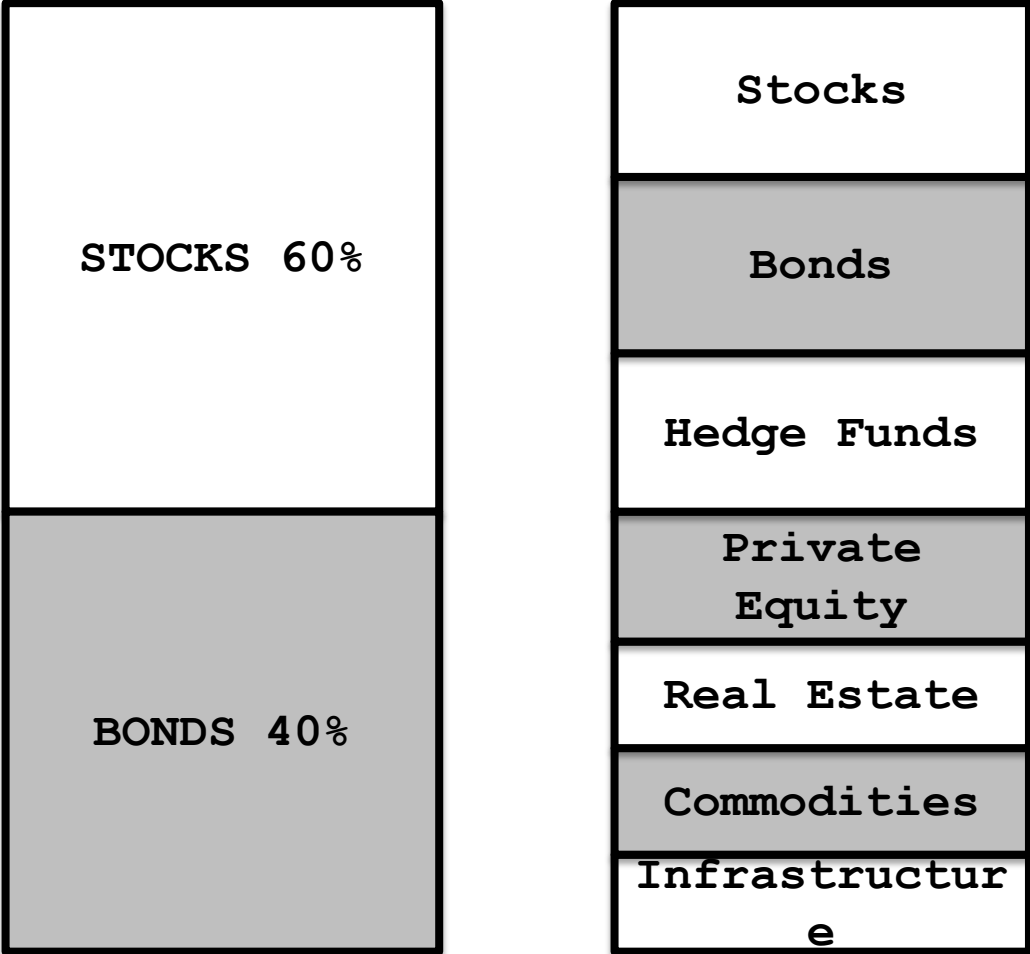 STOCKS 60%
BONDS 40%
Stocks
Bonds
Hedge Funds
Private
Equity
Real Estate
Commodities
Infrastructur
e